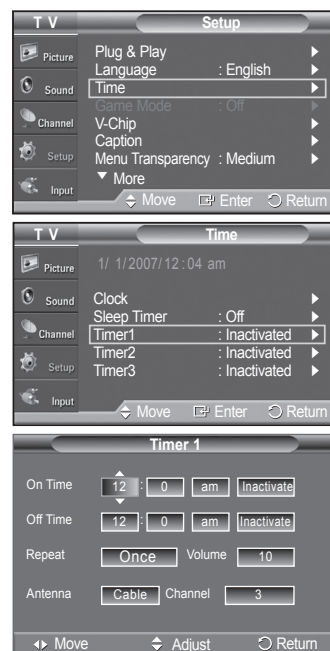 T V Setup
Picture
Sound
Channel
Setup
Input
Plug & Play
Language : English
Time
Game Mode : Off
V-Chip
Caption
Menu Transparency : Medium
More
Move Enter Return
T V Time
Picture
Sound
Channel
Setup
Input
1/ 1/2007/12:04 am
Clock
Sleep Timer : Off
Timer1 : Inactivated
Timer2 : Inactivated
Timer3 : Inactivated
Move Enter Return
Timer 1
On Time 12 : 0 am Inactivate
Off Time 12 : 0 am Inactivate
Repeat Once Volume 10
Antenna Cable Channel 3
Move Adjust Return